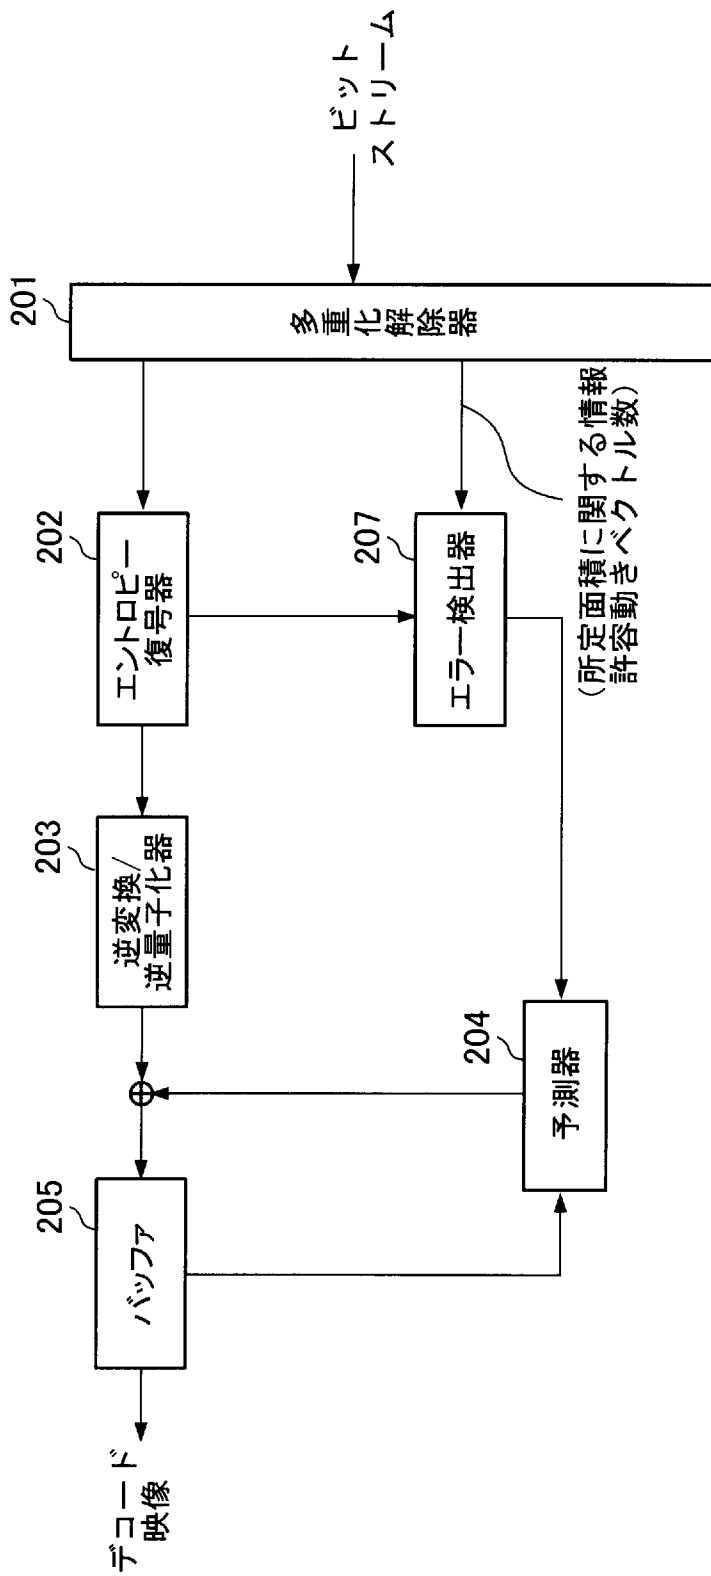 ビット
ストリーム
201
多重化解除器
202
エントロピー
復号器
207
エラー検出器
(所定面積に関する情報
許容動きベクトル数)
203
逆変換/
逆量子化器
204
予測器
205
バッファ
デコード
映像